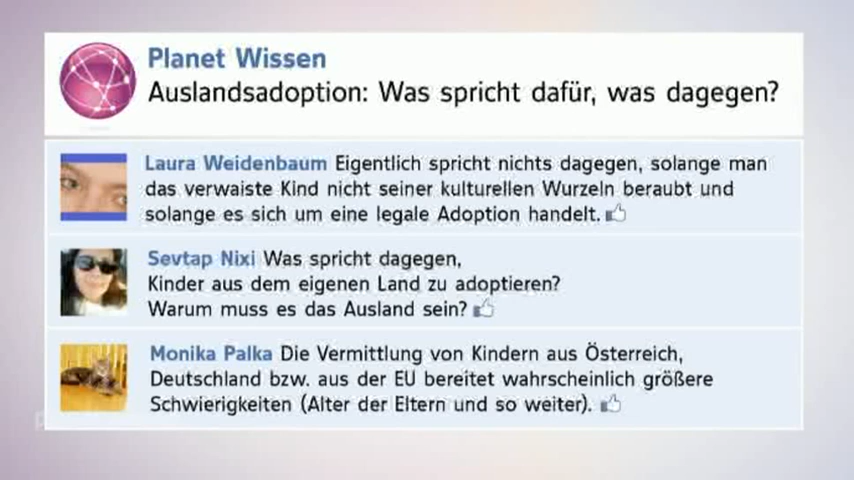 Planet Wissen
Auslandsadoption: Was spricht dafür, was dagegen?
Laura Weidenbaum Eigentlich spricht nichts dagegen, solange man
das verwaiste Kind nicht seiner kulturellen Wurzeln beraubt und
solange es sich um eine legale Adoption handelt.
Sevtap Nixi Was spricht dagegen,
Kinder aus dem eigenen Land zu adoptieren?
Warum muss es das Ausland sein?
Monika Palka Die Vermittlung von Kindern aus Österreich,
Deutschland bzw. aus der EU bereitet wahrscheinlich größere
Schwierigkeiten (Alter der Eltern und so weiter).